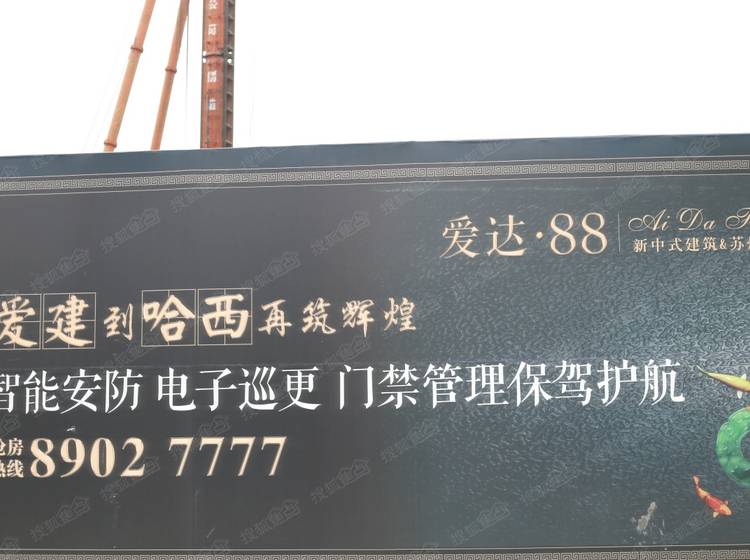 爱达·88
Ai Da
新中式建筑&苏
爱建到哈西再筑辉煌
智能安防 电子巡更 门禁管理保驾护航
抢房
热线 8902 7777